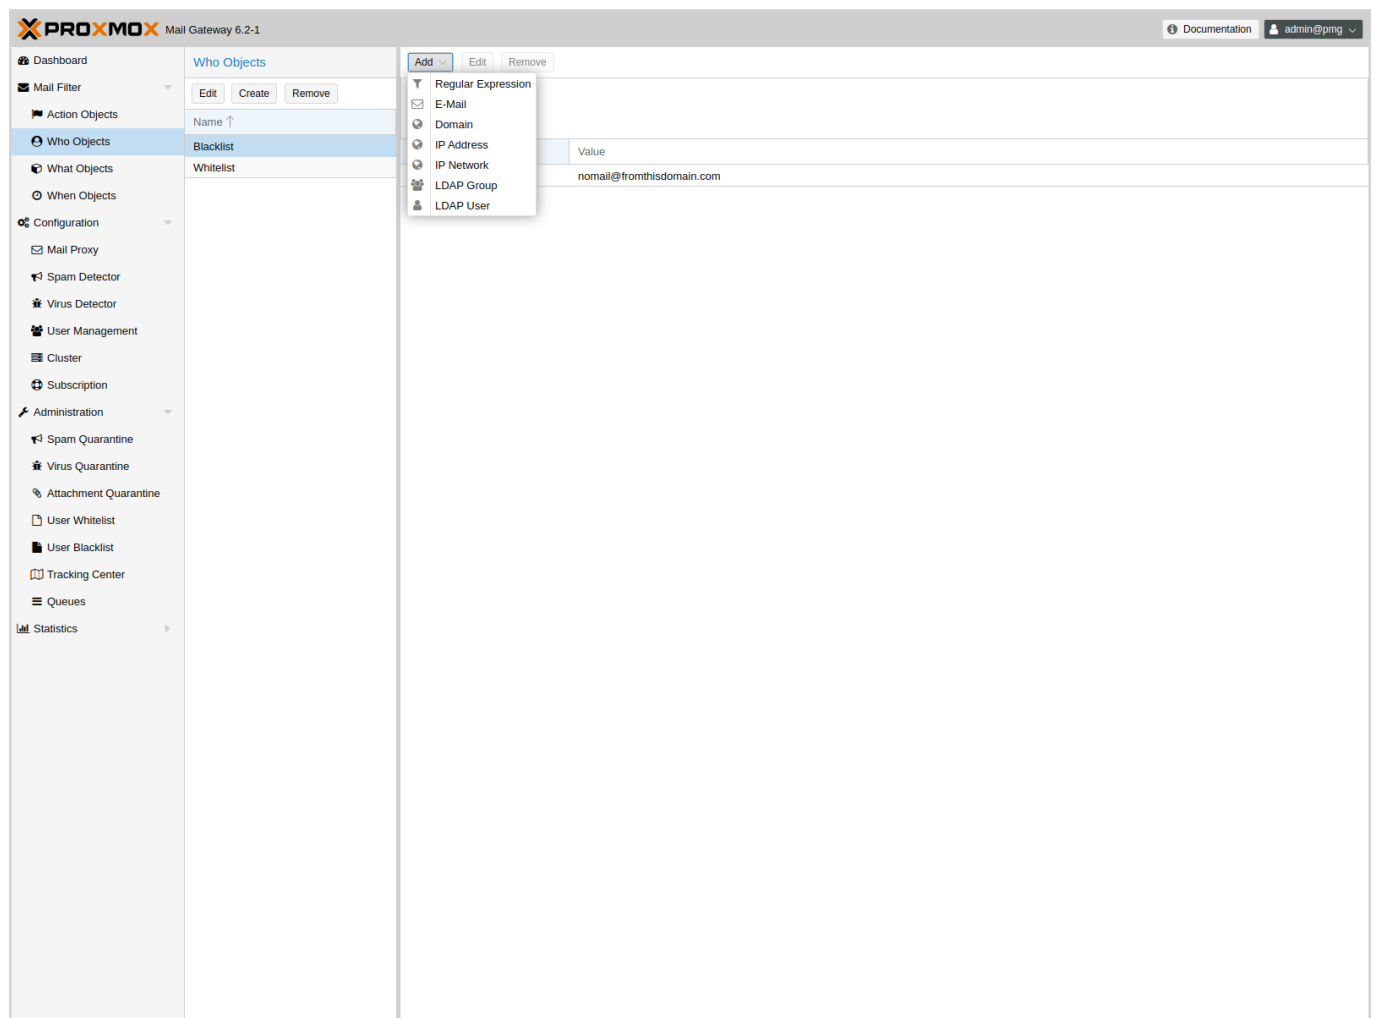 PROXMOX Mail Gateway 6.2-1
Documentation
admin@pmg
Dashboard
Mail Filter
Action Objects
Who Objects
What Objects
When Objects
Configuration
Mail Proxy
Spam Detector
Virus Detector
User Management
Cluster
Subscription
Administration
Spam Quarantine
Virus Quarantine
Attachment Quarantine
User Whitelist
User Blacklist
Tracking Center
Queues
Statistics
Who Objects
Edit Create Remove
Name
Blacklist
Whitelist
Add Edit Remove
Regular Expression
E-Mail
Domain
IP Address
IP Network
LDAP Group
LDAP User
Value
nomail@fromthisdomain.com